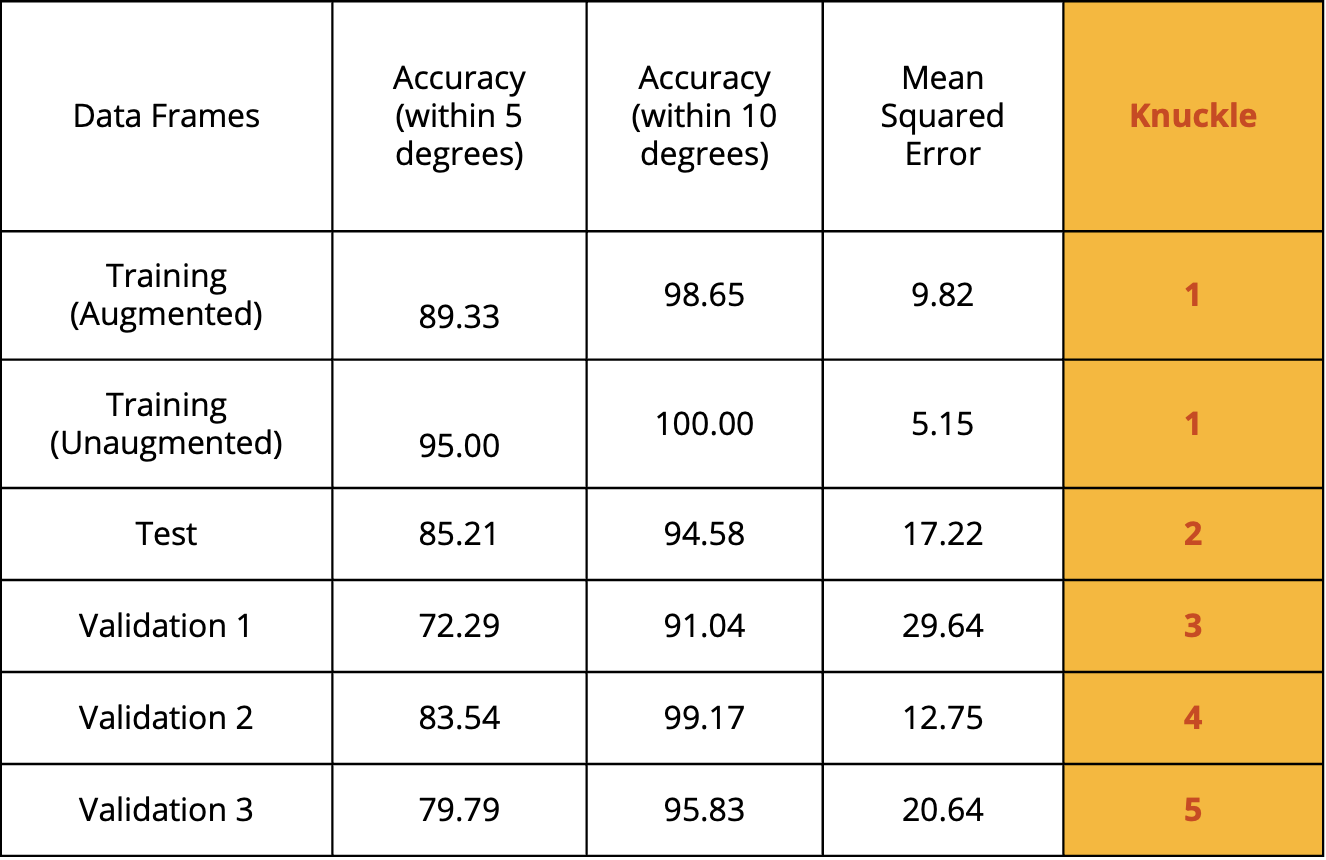 Data Frames
Accuracy
(within 5
degrees)
Accuracy
(within 10
degrees)
Mean
Squared
Error
Knuckle
Training
(Augmented)
89.33
98.65
9.82
1
Training
(Unaugmented)
95.00
100.00
5.15
1
Test
85.21
94.58
17.22
2
Validation 1
72.29
91.04
29.64
3
Validation 2
83.54
99.17
12.75
4
Validation 3
79.79
95.83
20.64
5